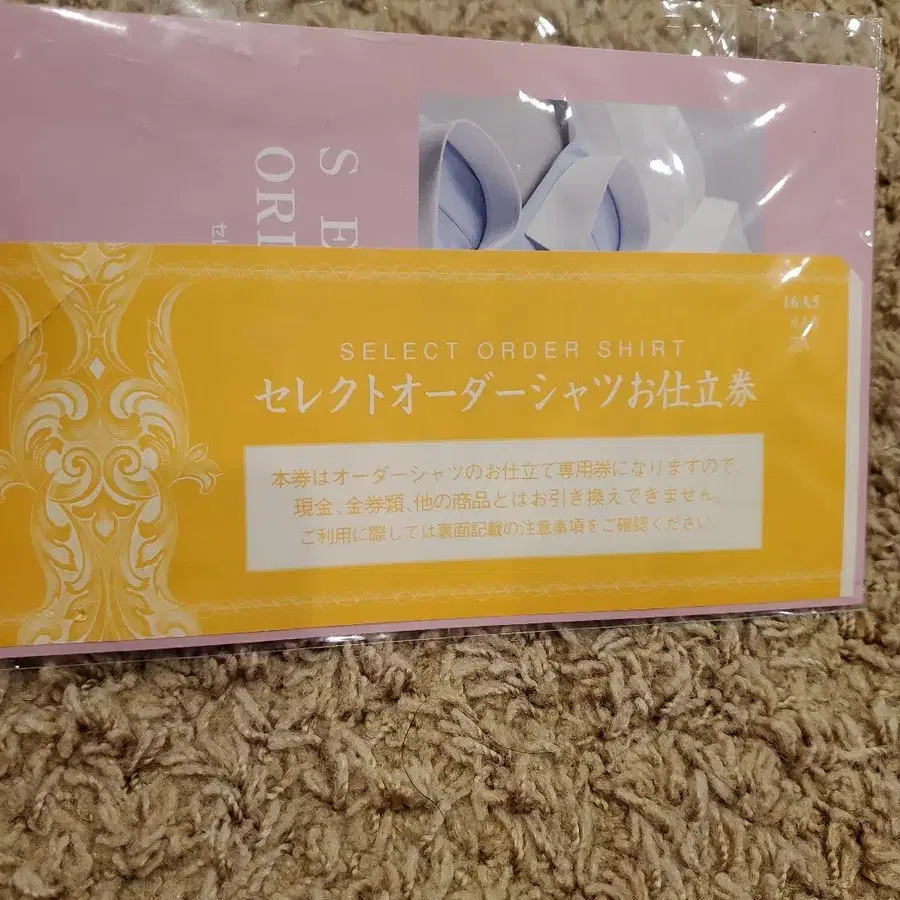 S E
ORI
セ
16A5
SELECT ORDER SHIRT
セレクトオーダーシャツお仕立券
本券はオーダーシャツのお仕立て専用券になりますので、
現金、金券類、他の商品とはお引き換えできません。
ご利用に際しては裏面記載の注意事項をご確認ください。